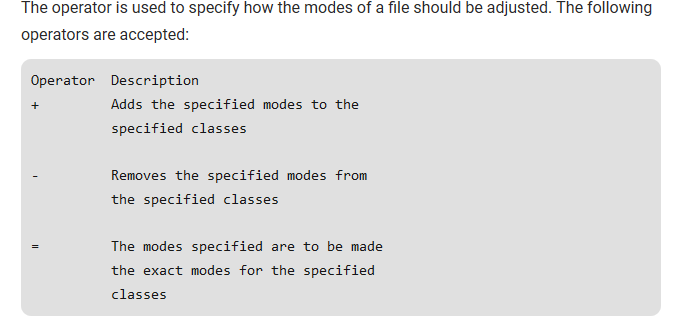 The operator is used to specify how the modes of a file should be adjusted. The following
operators are accepted:
Operator Description
+ Adds the specified modes to the
specified classes
- Removes the specified modes from
the specified classes
= The modes specified are to be made
the exact modes for the specified
classes